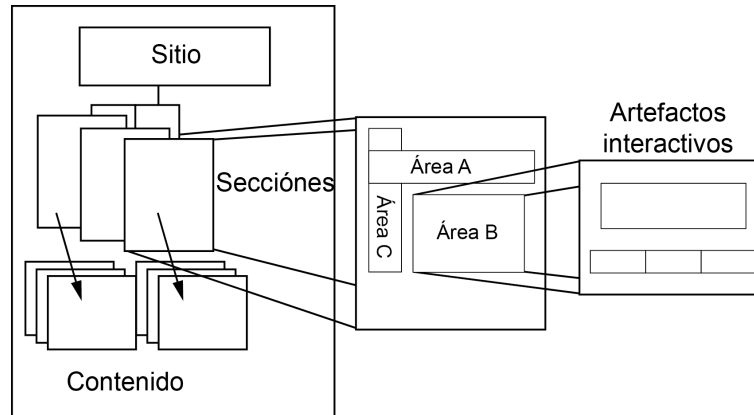 Sitio
Secciónes
Contenido
Área A
Área C
Área B
Artefactos
interactivos